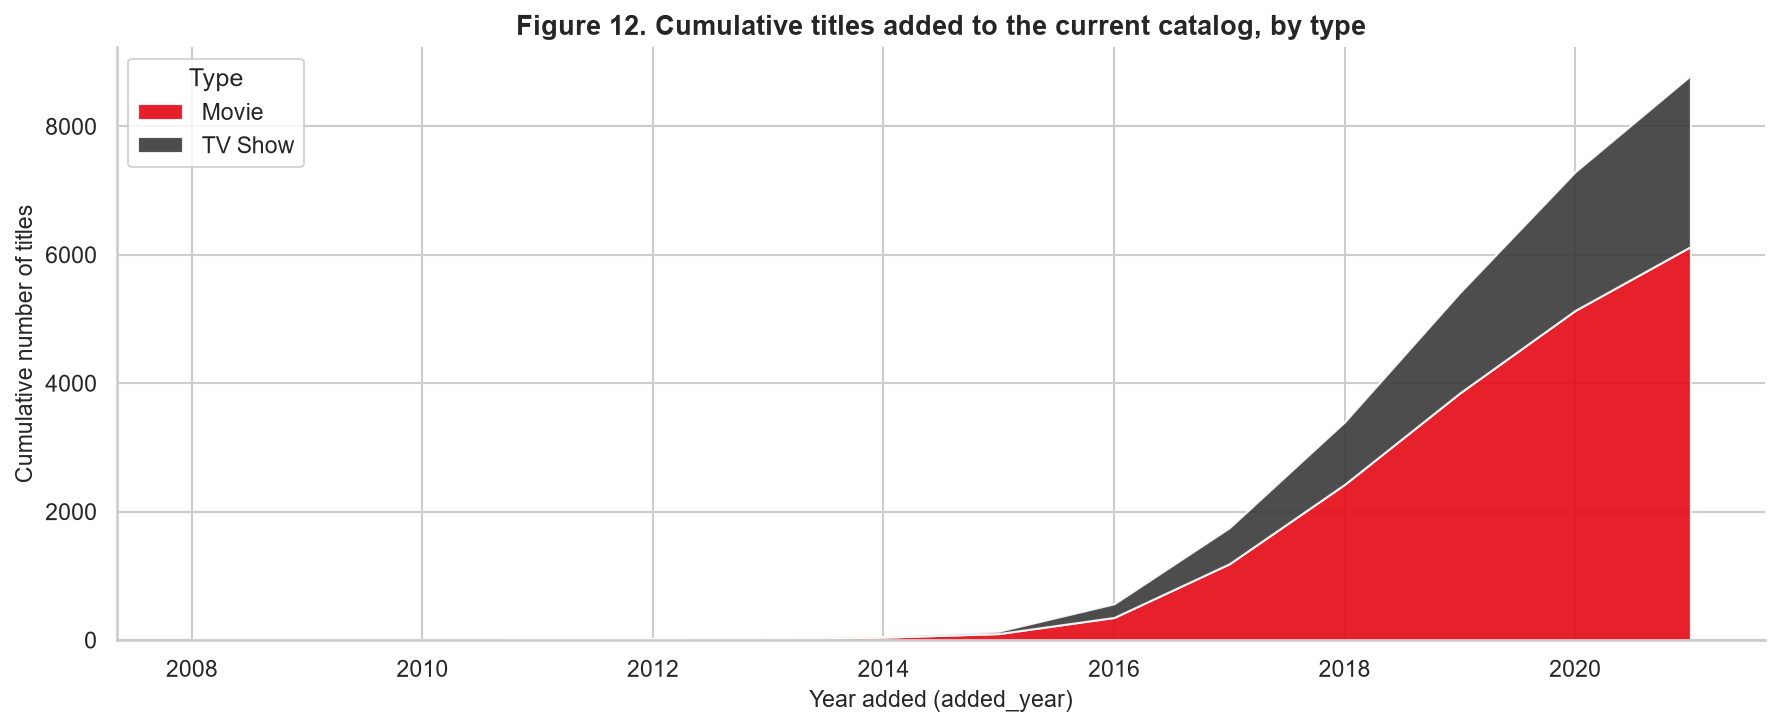 Figure 12. Cumulative titles added to the current catalog, by type
Type
Movie
TV Show
Cumulative number of titles
8000
6000
4000
2000
0
2008 2010 2012 2014 2016 2018 2020
Year added (added_year)